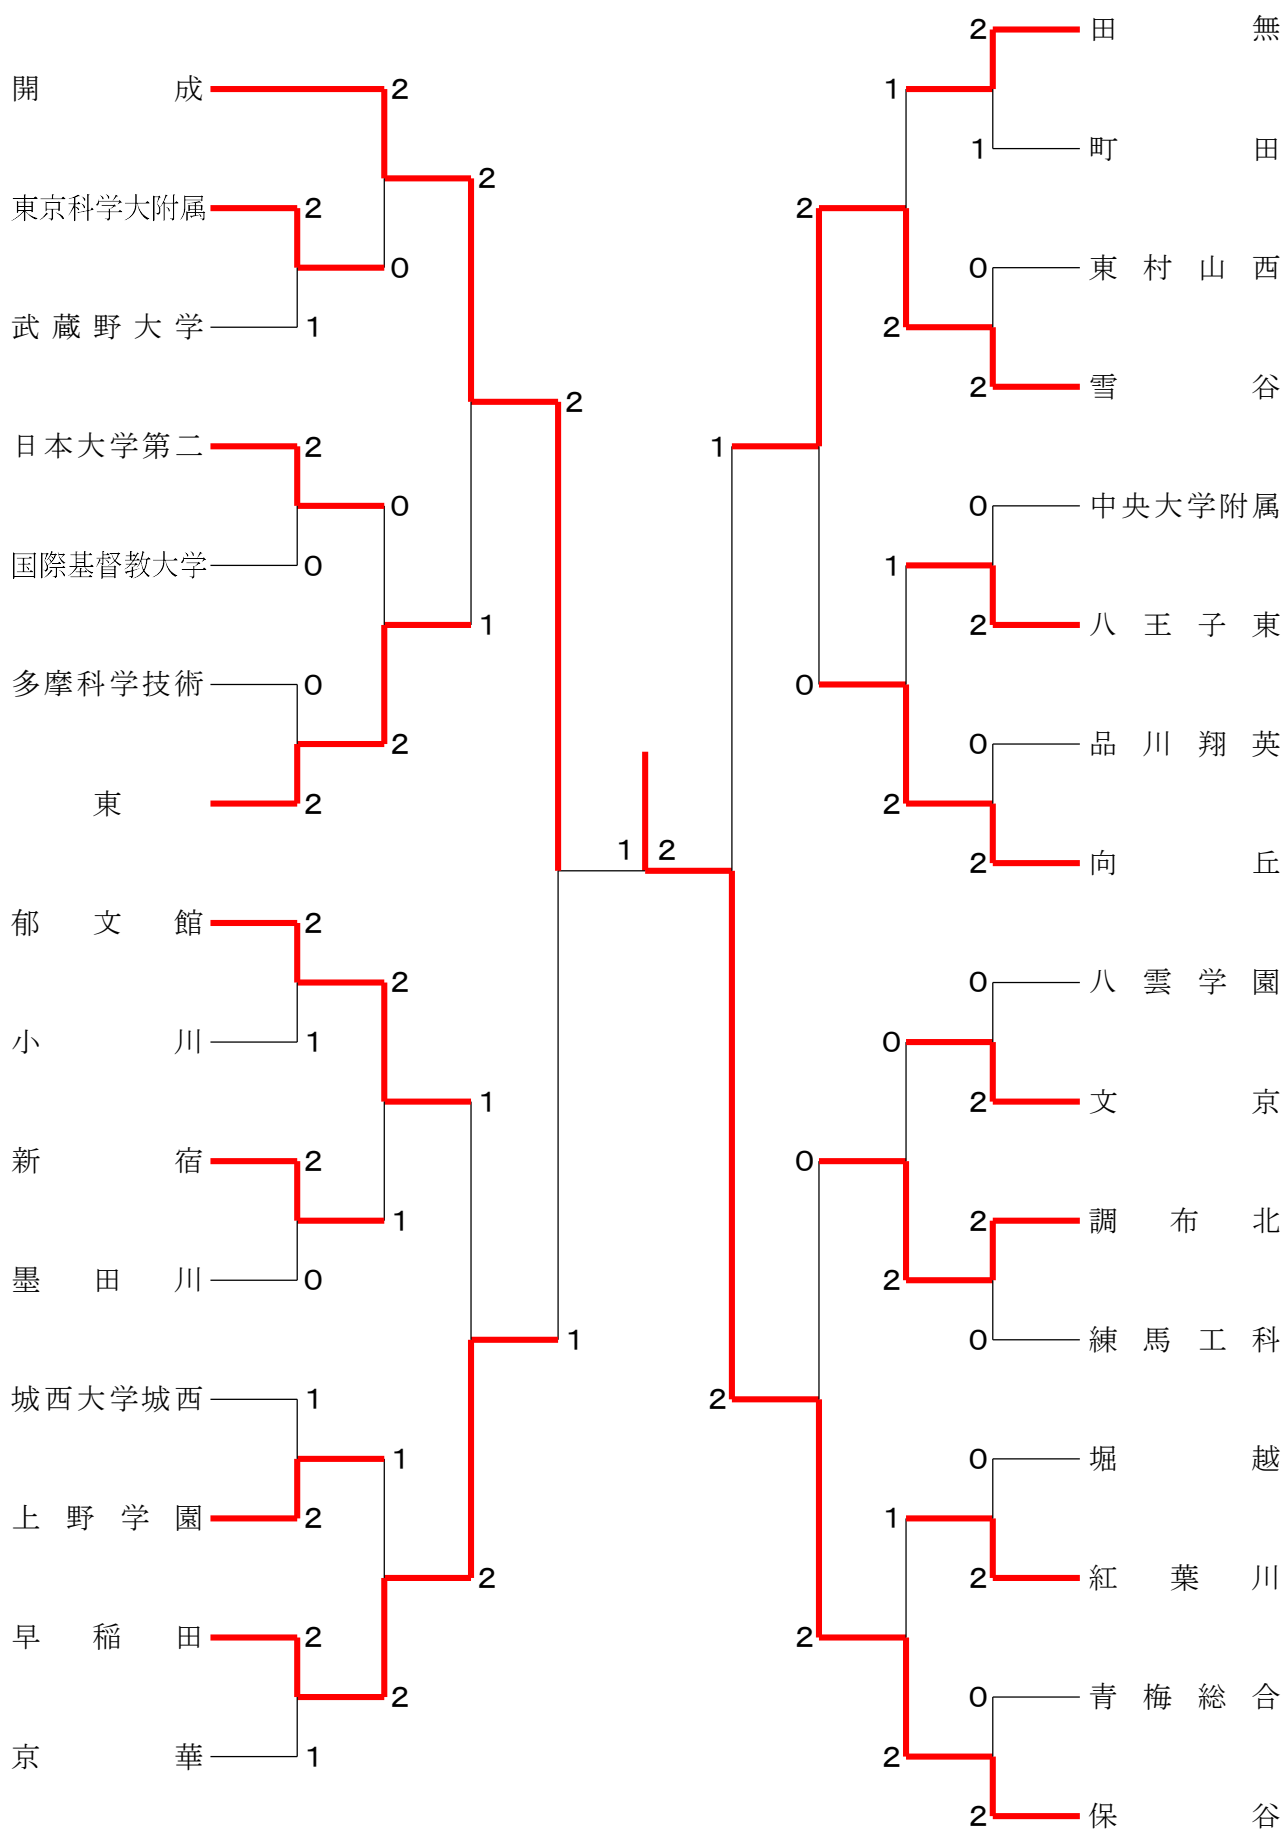 田無 2
開成 2
1
町田 1
2
東京科学大附属 2
2
東村山西 0
0
武蔵野大学 1
2
雪谷 2
2
日本大学第二 2
1
中央大学附属 0
0
国際基督教大学 0
1
八王子東 2
1
多摩科学技術 0
0
品川翔英 0
2
東 2
2
1 2
向丘 2
郁文館 2
八雲学園 0
2
小川 1
0
文京 2
1
新宿 2
0
調布北 2
1
墨田川 0
2
練馬工科 0
1
城西大学城西 1
2
堀越 0
1
上野学園 2
1
紅葉川 2
2
早稲田 2
2
青梅総合 0
2
京華 1
2
保谷 2